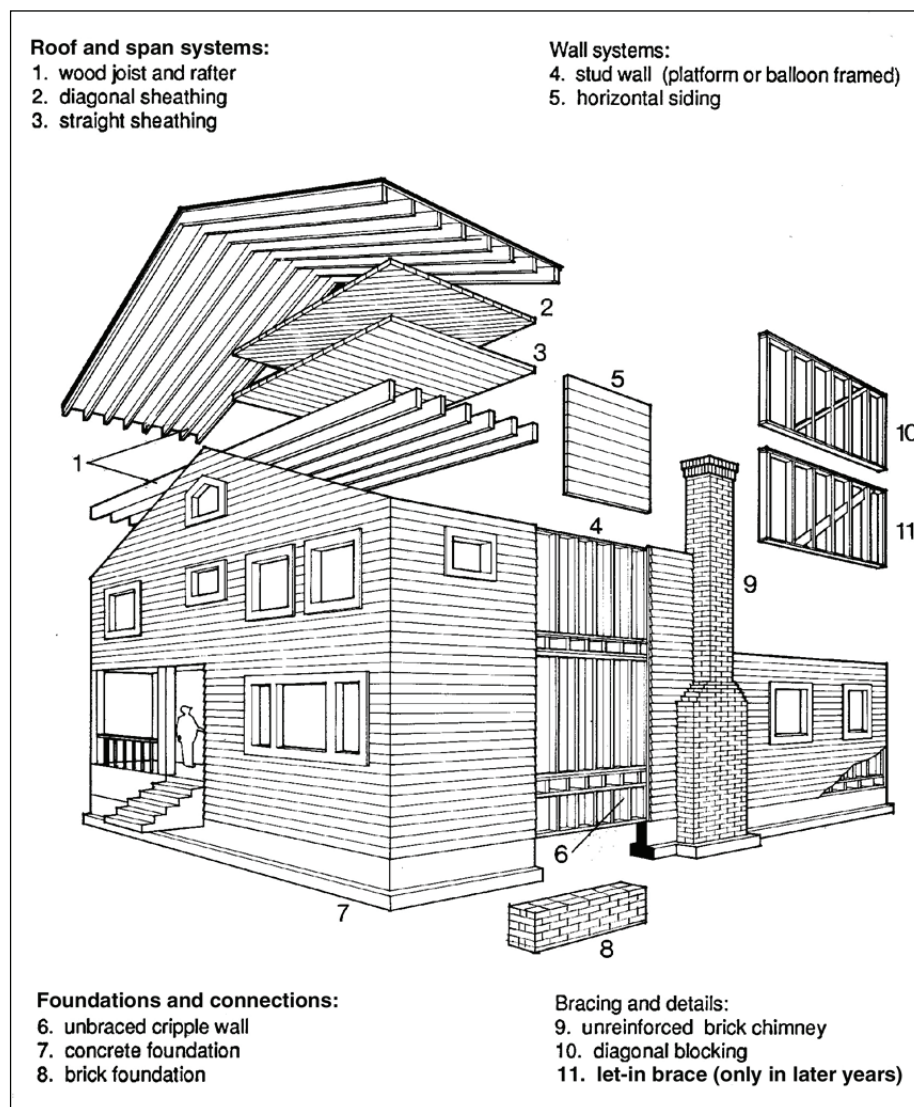 Roof and span systems:
1. wood joist and rafter
2. diagonal sheathing
3. straight sheathing
Wall systems:
4. stud wall (platform or balloon framed)
5. horizontal siding
2
3
5
10
1
4
11
9
6
7
8
Foundations and connections:
6. unbraced cripple wall
7. concrete foundation
8. brick foundation
Bracing and details:
9. unreinforced brick chimney
10. diagonal blocking
11. let-in brace (only in later years)